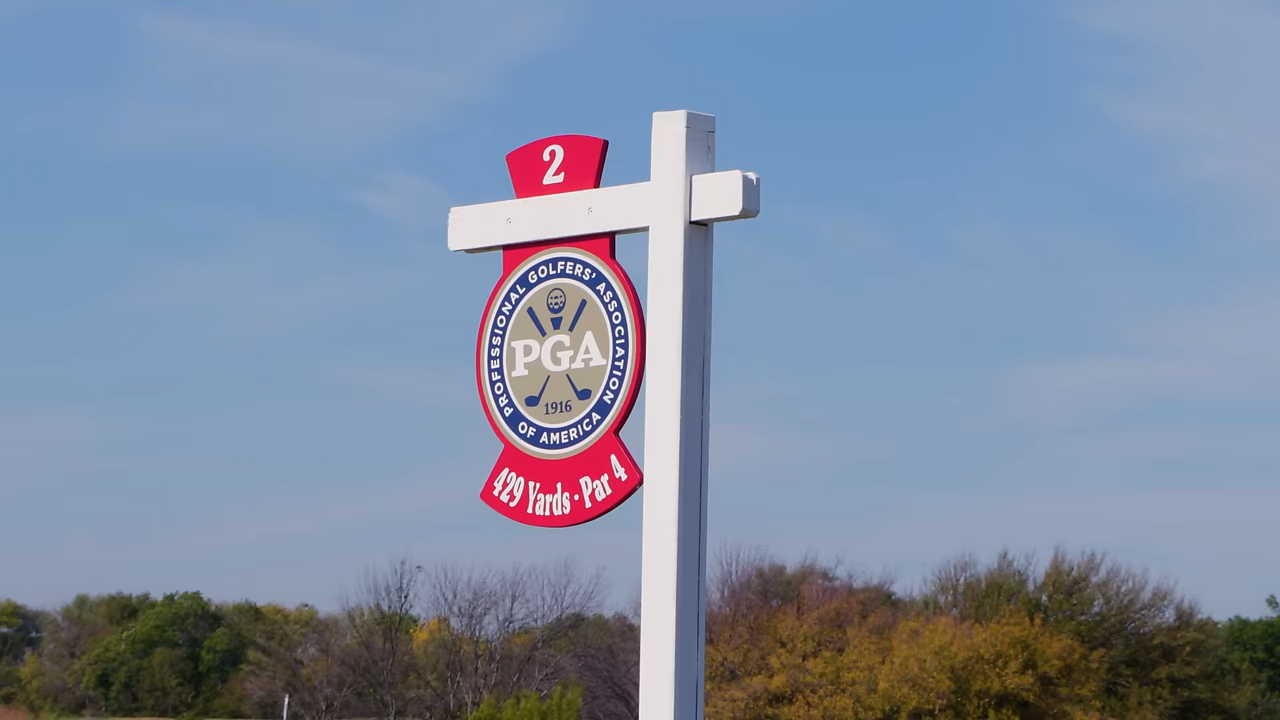 2
PROFESSIONAL GOLFERS' ASSOCIATION
PGA
1916
OF AMERICA
429 Yards · Par 4